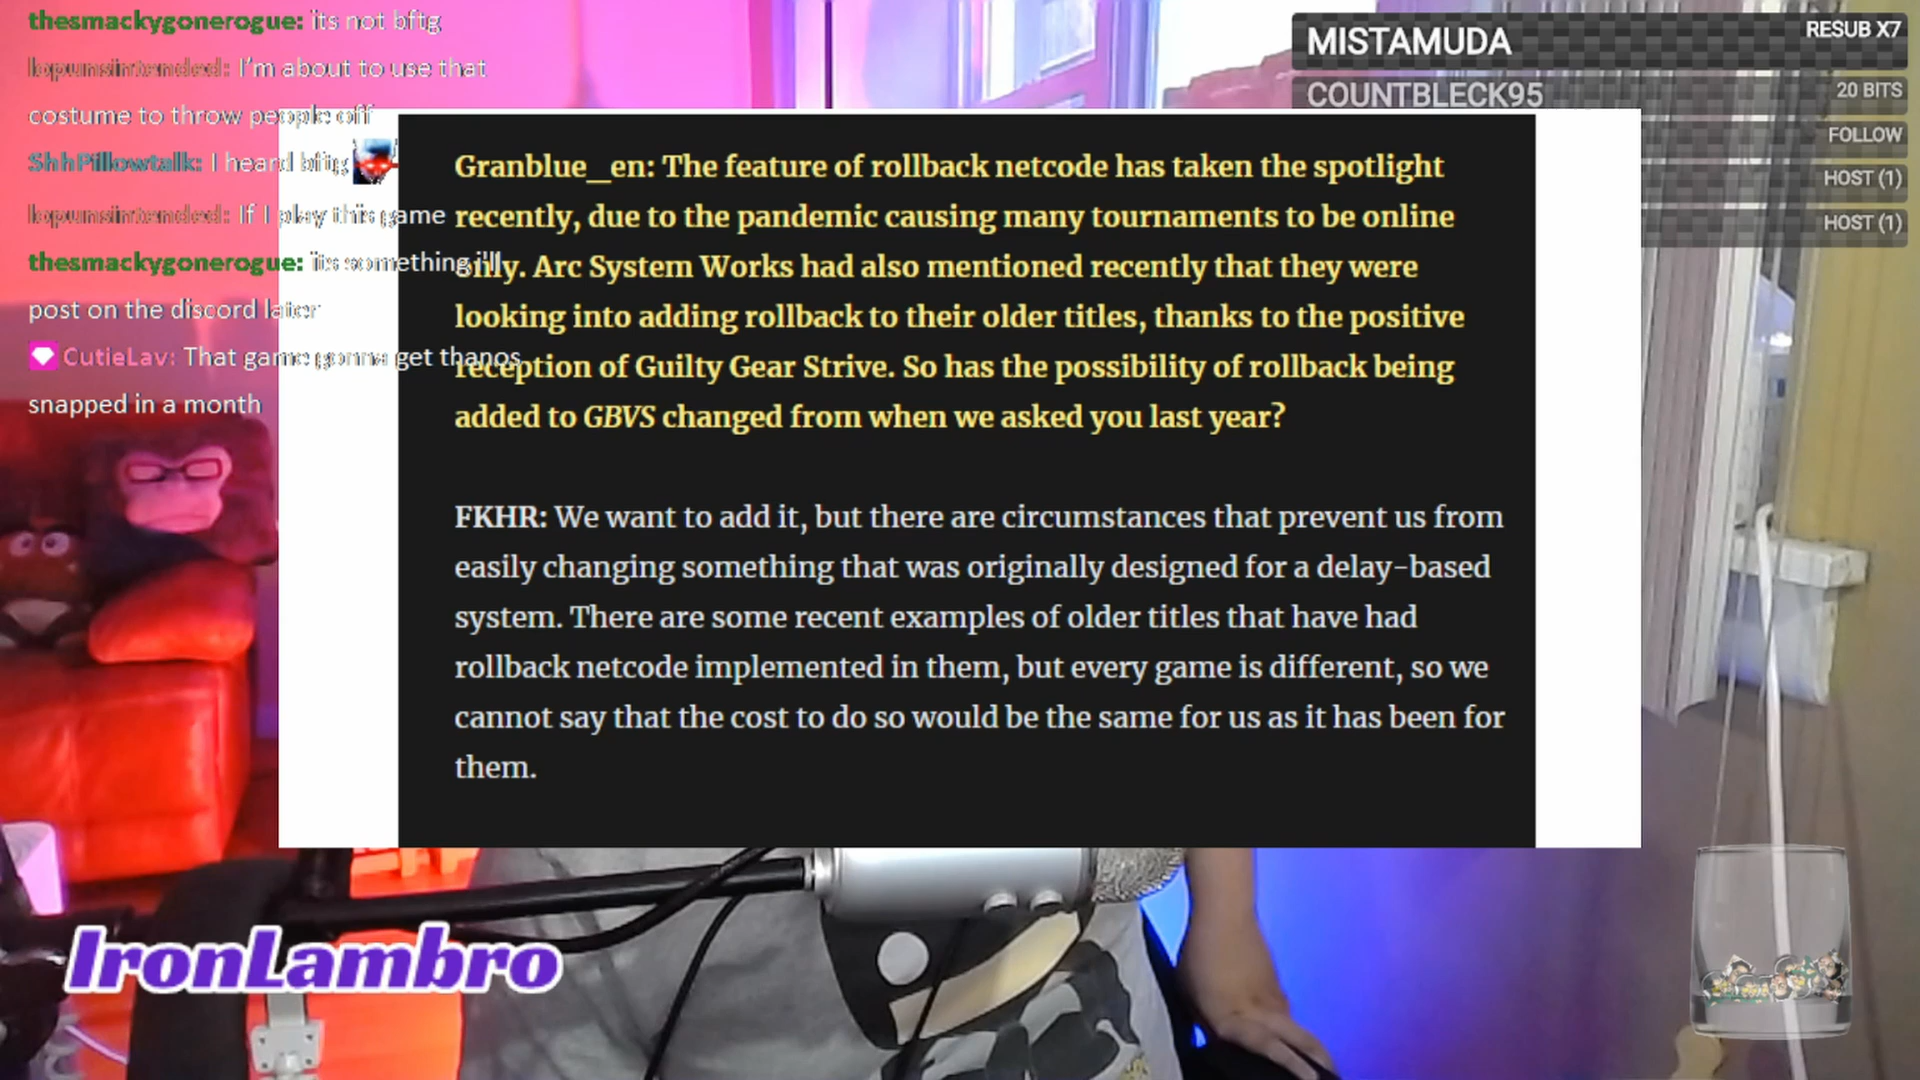 thesmackygonerogue: its not bftg
lopunsintended: I'm about to use that
costume to throw people off
ShhPillowtalk: I heard bftg
lopunsintended: If I play this game
thesmackygonerogue: its something ill
post on the discord later
CutieLav: That game gonna get thanos
snapped in a month
MISTAMUDA RESUB X7
COUNTBLECK95 20 BITS
FOLLOW
HOST (1)
HOST (1)
Granblue_en: The feature of rollback netcode has taken the spotlight
recently, due to the pandemic causing many tournaments to be online
only. Arc System Works had also mentioned recently that they were
looking into adding rollback to their older titles, thanks to the positive
reception of Guilty Gear Strive. So has the possibility of rollback being
added to GBVS changed from when we asked you last year?
FKHR: We want to add it, but there are circumstances that prevent us from
easily changing something that was originally designed for a delay-based
system. There are some recent examples of older titles that have had
rollback netcode implemented in them, but every game is different, so we
cannot say that the cost to do so would be the same for us as it has been for
them.
IronLambro